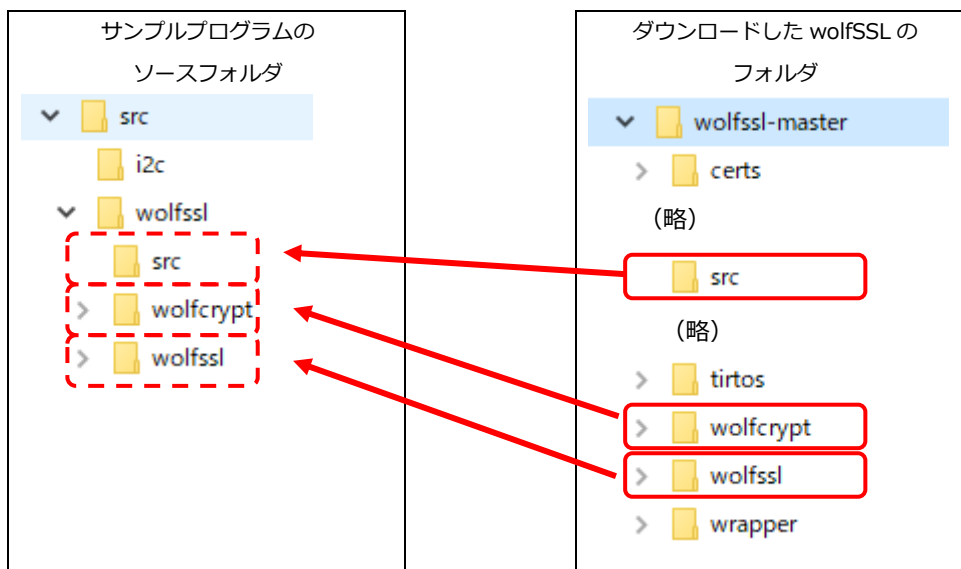 サンプルプログラムの
ソースフォルダ
src
i2c
wolfssl
src
wolfcrypt
wolfssl
ダウンロードした wolfSSL の
フォルダ
wolfssl-master
certs
（略）
src
（略）
tirtos
wolfcrypt
wolfssl
wrapper